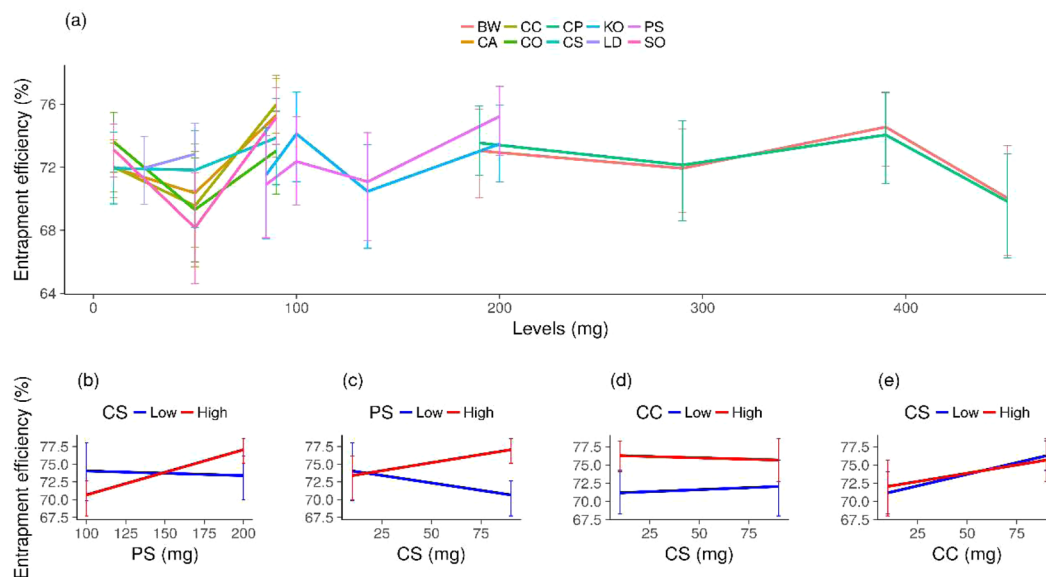 (a)
BW CC CP KO PS
CA CO CS LD SO
Entrapment efficiency (%)
76
72
68
64
0 100 200 300 400
Levels (mg)
(b) (c) (d) (e)
CS Low High
PS Low High
CC Low High
CS Low High
Entrapment efficiency (%)
77.5
75.0
72.5
70.0
67.5
100 125 150 175 200
PS (mg)
77.5
75.0
72.5
70.0
67.5
25 50 75
CS (mg)
77.5
75.0
72.5
70.0
67.5
25 50 75
CS (mg)
77.5
75.0
72.5
70.0
67.5
25 50 75
CC (mg)